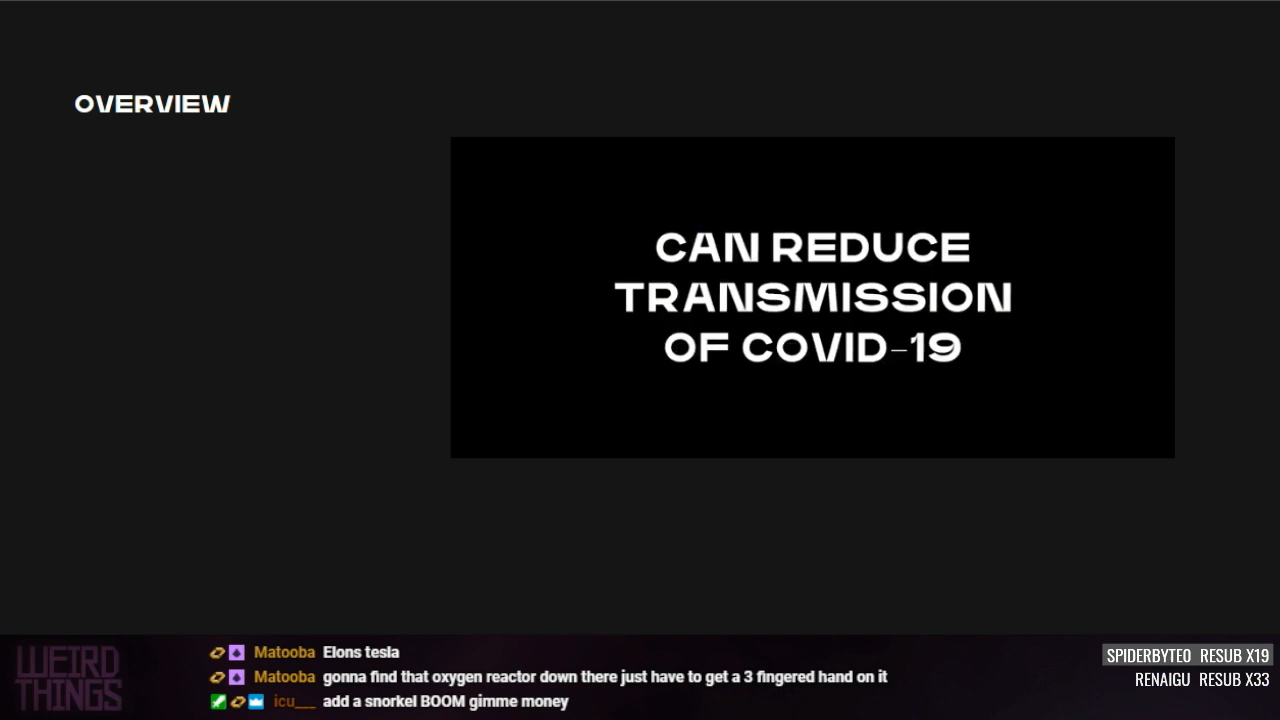 OVERVIEW
CAN REDUCE
TRANSMISSION
OF COVID-19
WEIRD
THINGS
Matooba Elons tesla
Matooba gonna find that oxygen reactor down there just have to get a 3 fingered hand on it
icu___ add a snorkel BOOM gimme money
SPIDERBYTE0 RESUB X19
RENAIGU RESUB X33